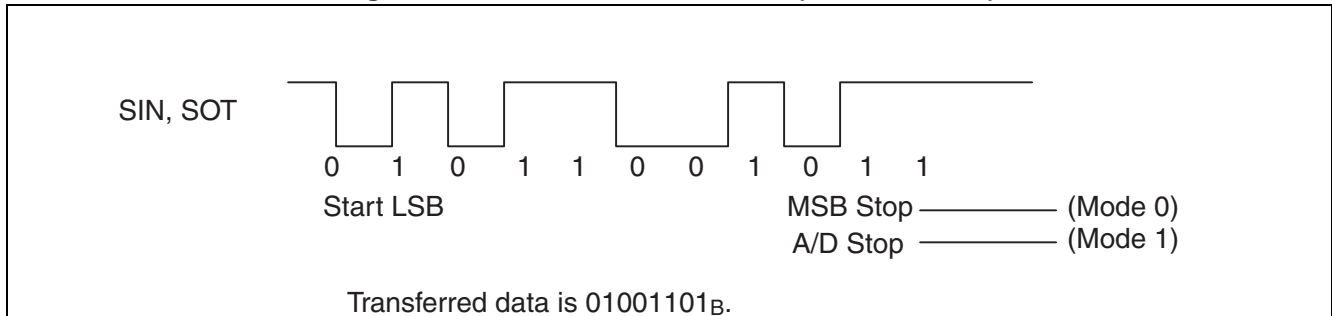 SIN, SOT
0 1 0 1 1 0 0 1 0 1 1
Start LSB MSB Stop (Mode 0)
A/D Stop (Mode 1)
Transferred data is 01001101B.